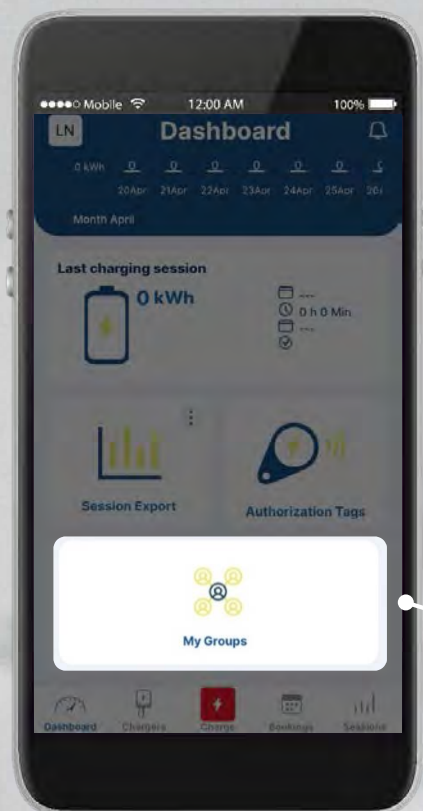 Mobile 12:00 AM 100%
LN Dashboard
0 kWh 0 0 0 0 0 0
20Apr 21Apr 22Apr 23Apr 24Apr 25Apr
Month April
Last charging session
0 kWh
---
0 h 0 Min
---
Session Export Authorization Tags
My Groups
Dashboard Chargers Charge Bookings Sessions